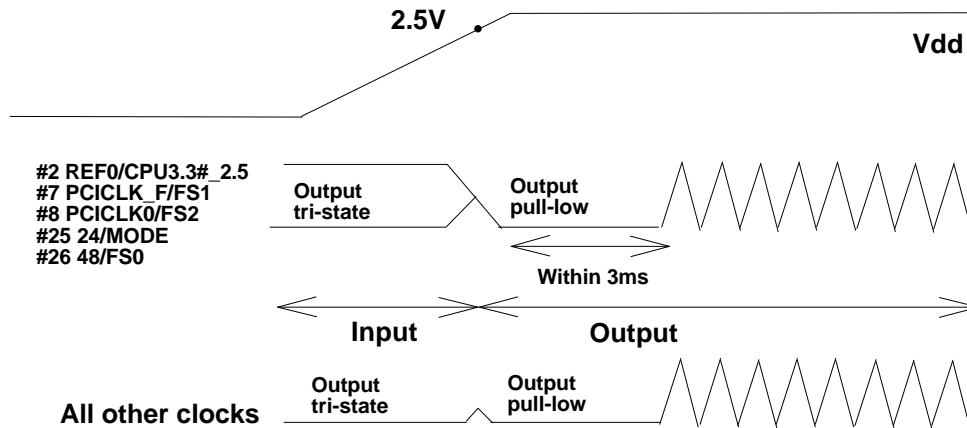 2.5V
Vdd
#2 REF0/CPU3.3#_2.5
#7 PCICLK_F/FS1
#8 PCICLK0/FS2
#25 24/MODE
#26 48/FS0
Output
tri-state
Output
pull-low
Within 3ms
Input
Output
All other clocks
Output
tri-state
Output
pull-low